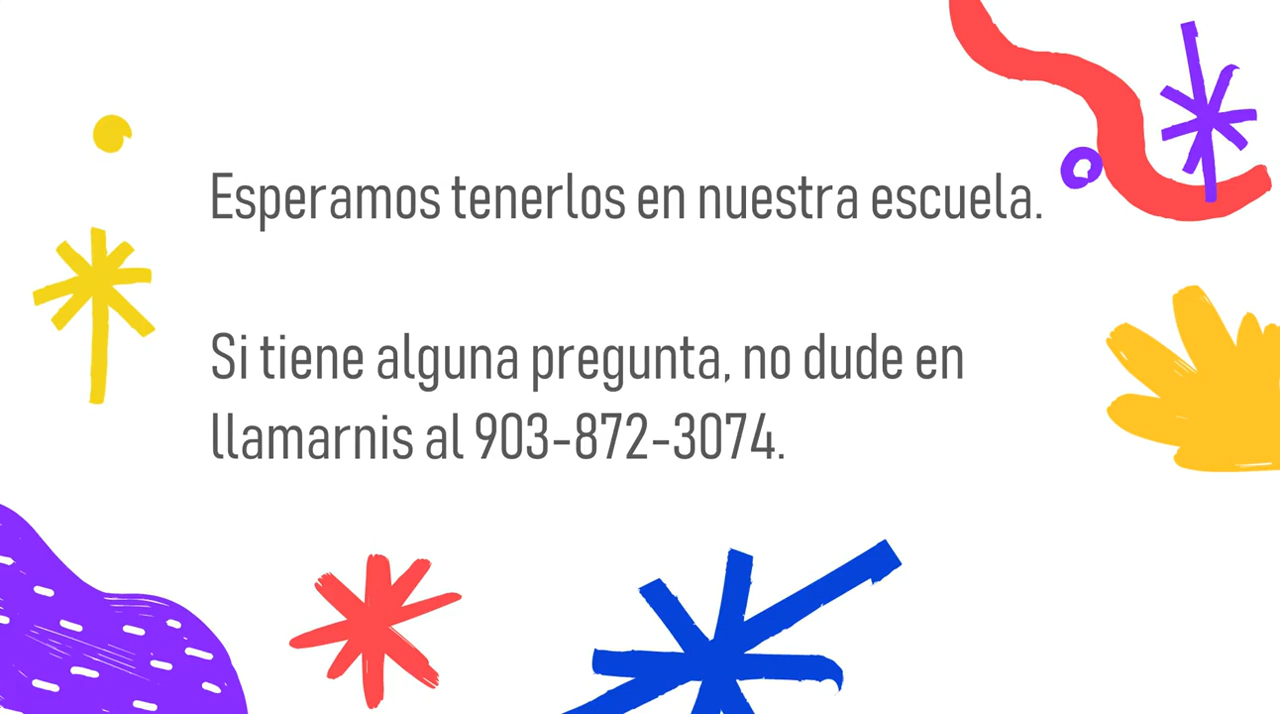 Esperamos tenerlos en nuestra escuela.
Si tiene alguna pregunta, no dude en
llamarnis al 903-872-3074.